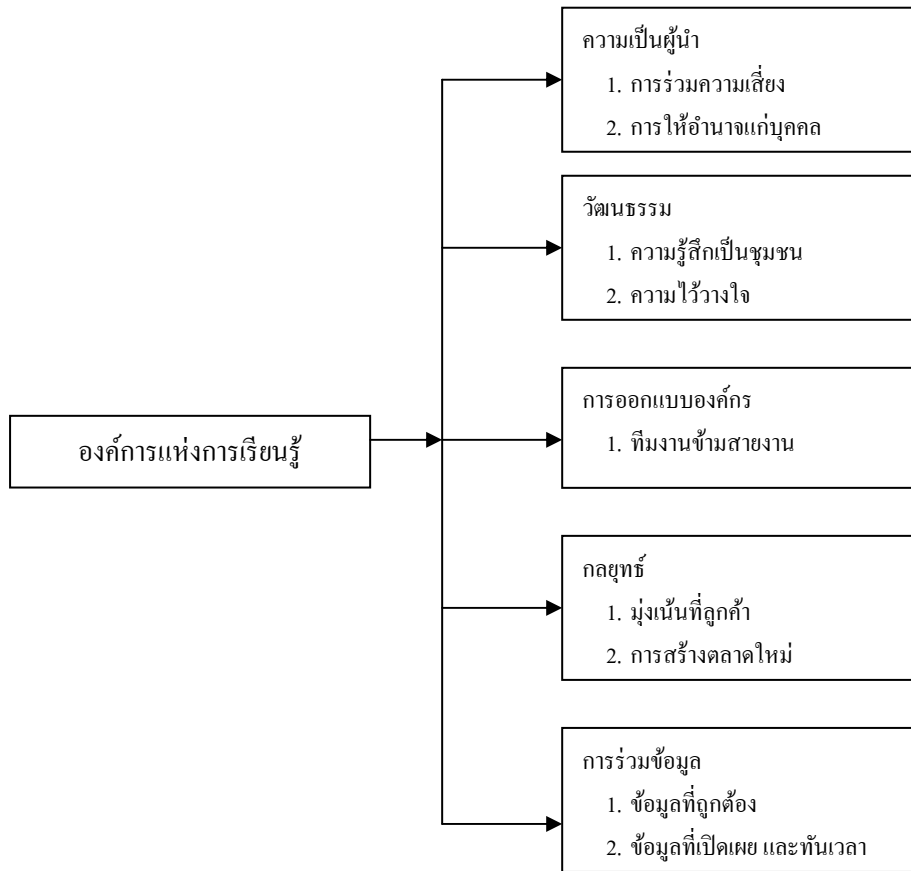 ความเป็นผู้นำ
1. การร่วมความเสี่ยง
2. การให้อำนาจแก่บุคคล
วัฒนธรรม
1. ความรู้สึกเป็นชุมชน
2. ความไว้วางใจ
การออกแบบองค์กร
1. ทีมงานข้ามสายงาน
องค์การแห่งการเรียนรู้
กลยุทธ์
1. มุ่งเน้นที่ลูกค้า
2. การสร้างตลาดใหม่
การร่วมข้อมูล
1. ข้อมูลที่ถูกต้อง
2. ข้อมูลที่เปิดเผย และทันเวลา